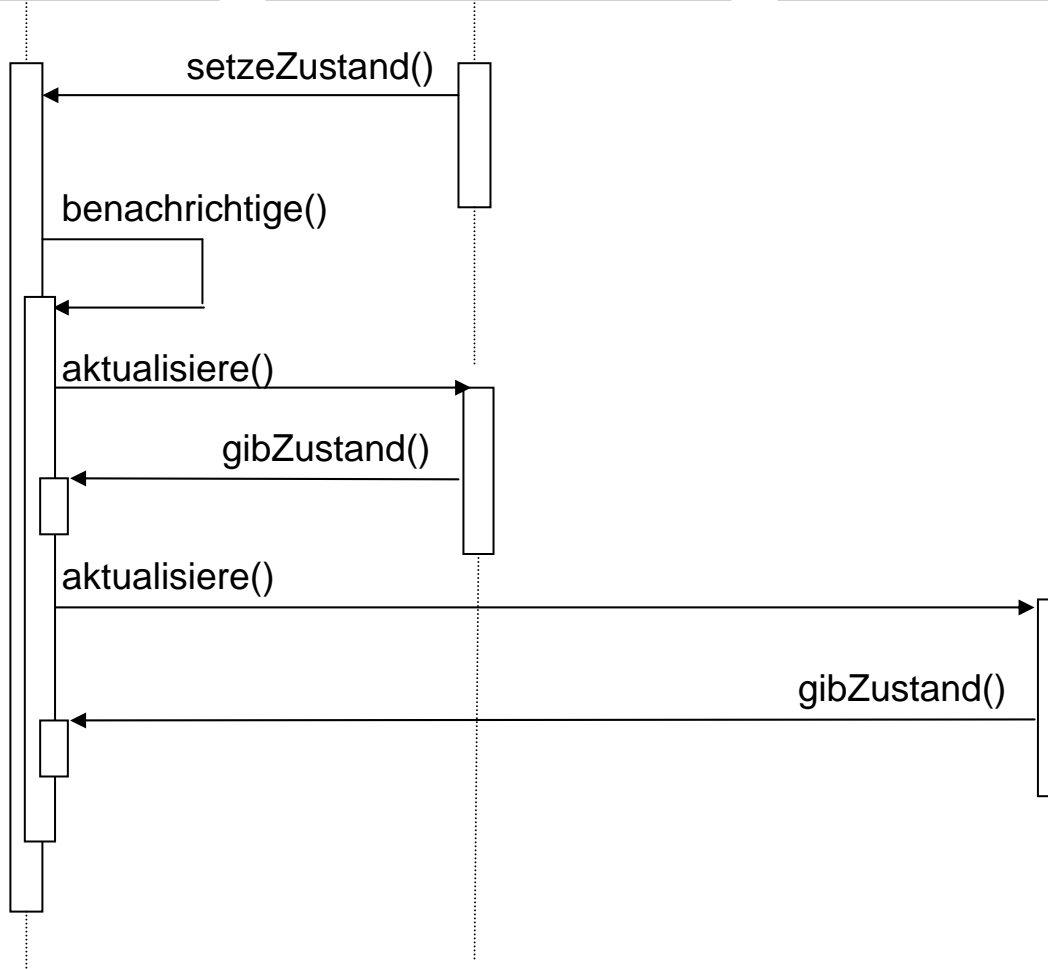 setzeZustand()
benachrichtige()
aktualisiere()
gibZustand()
aktualisiere()
gibZustand()